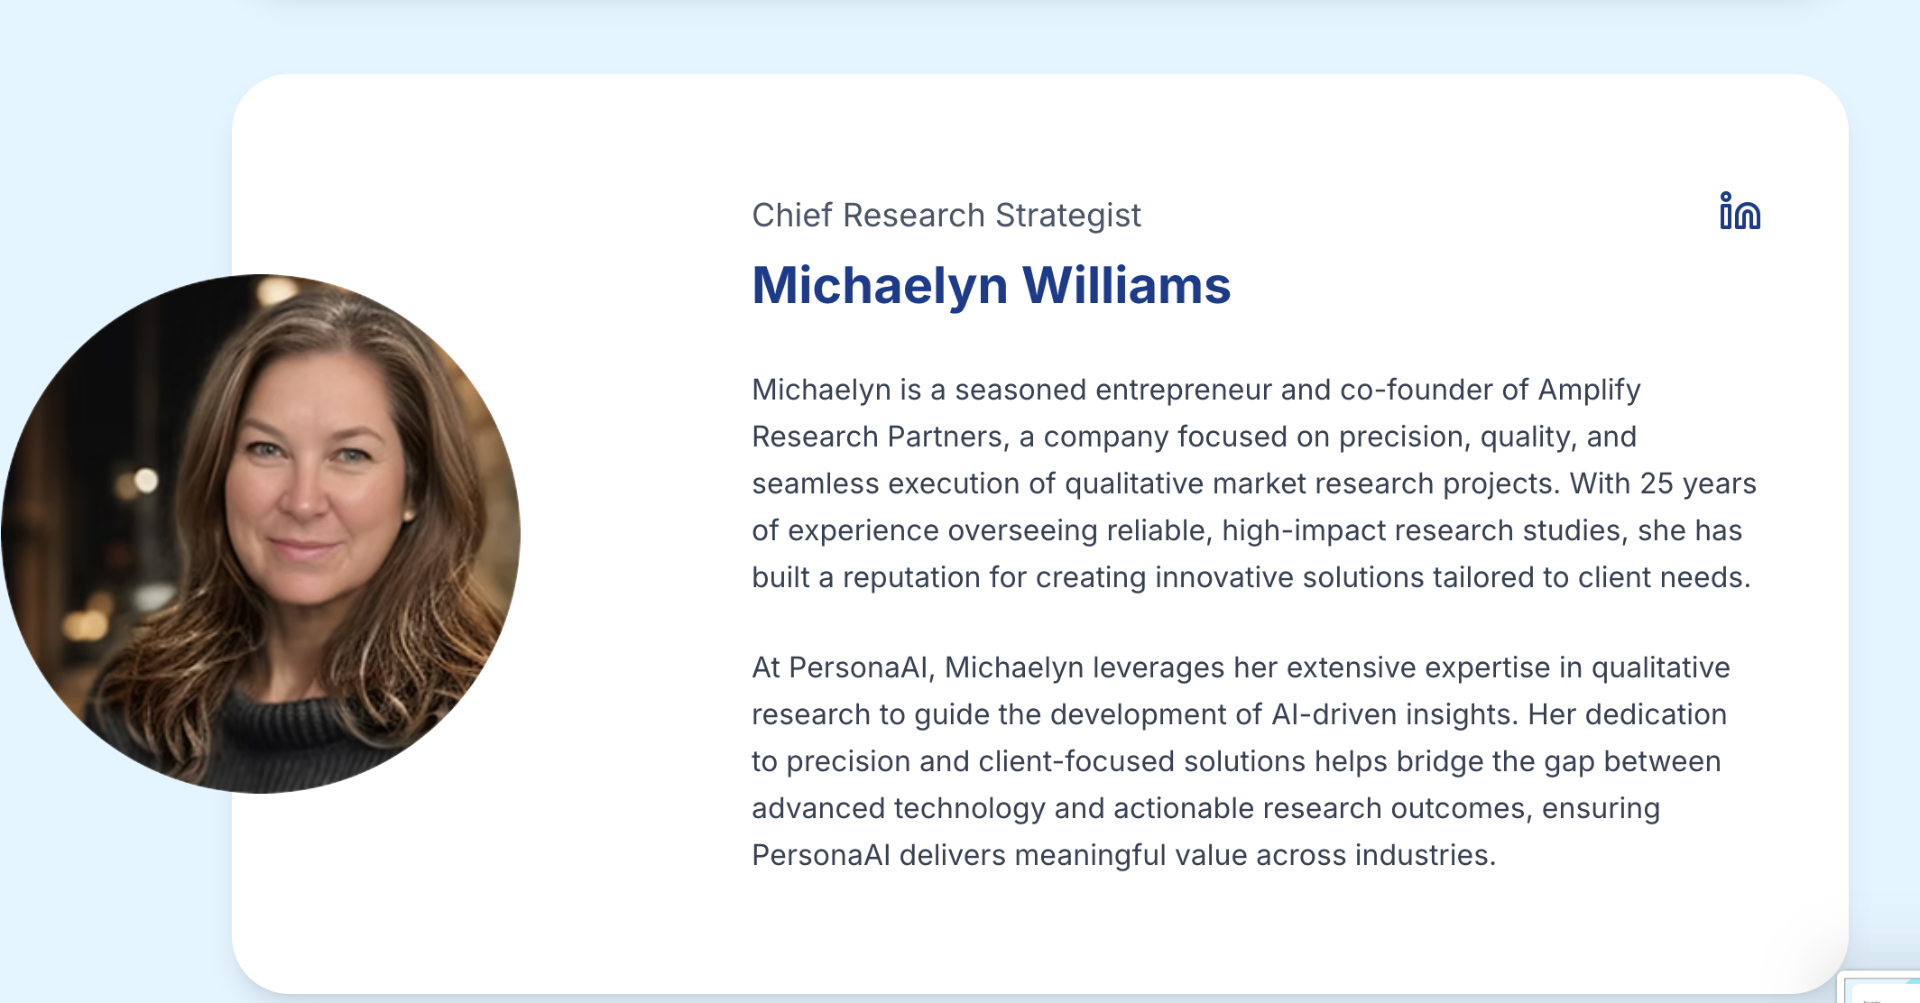 Chief Research Strategist
in
Michaelyn Williams
Michaelyn is a seasoned entrepreneur and co-founder of Amplify
Research Partners, a company focused on precision, quality, and
seamless execution of qualitative market research projects. With 25 years
of experience overseeing reliable, high-impact research studies, she has
built a reputation for creating innovative solutions tailored to client needs.
At PersonaAI, Michaelyn leverages her extensive expertise in qualitative
research to guide the development of AI-driven insights. Her dedication
to precision and client-focused solutions helps bridge the gap between
advanced technology and actionable research outcomes, ensuring
PersonaAI delivers meaningful value across industries.